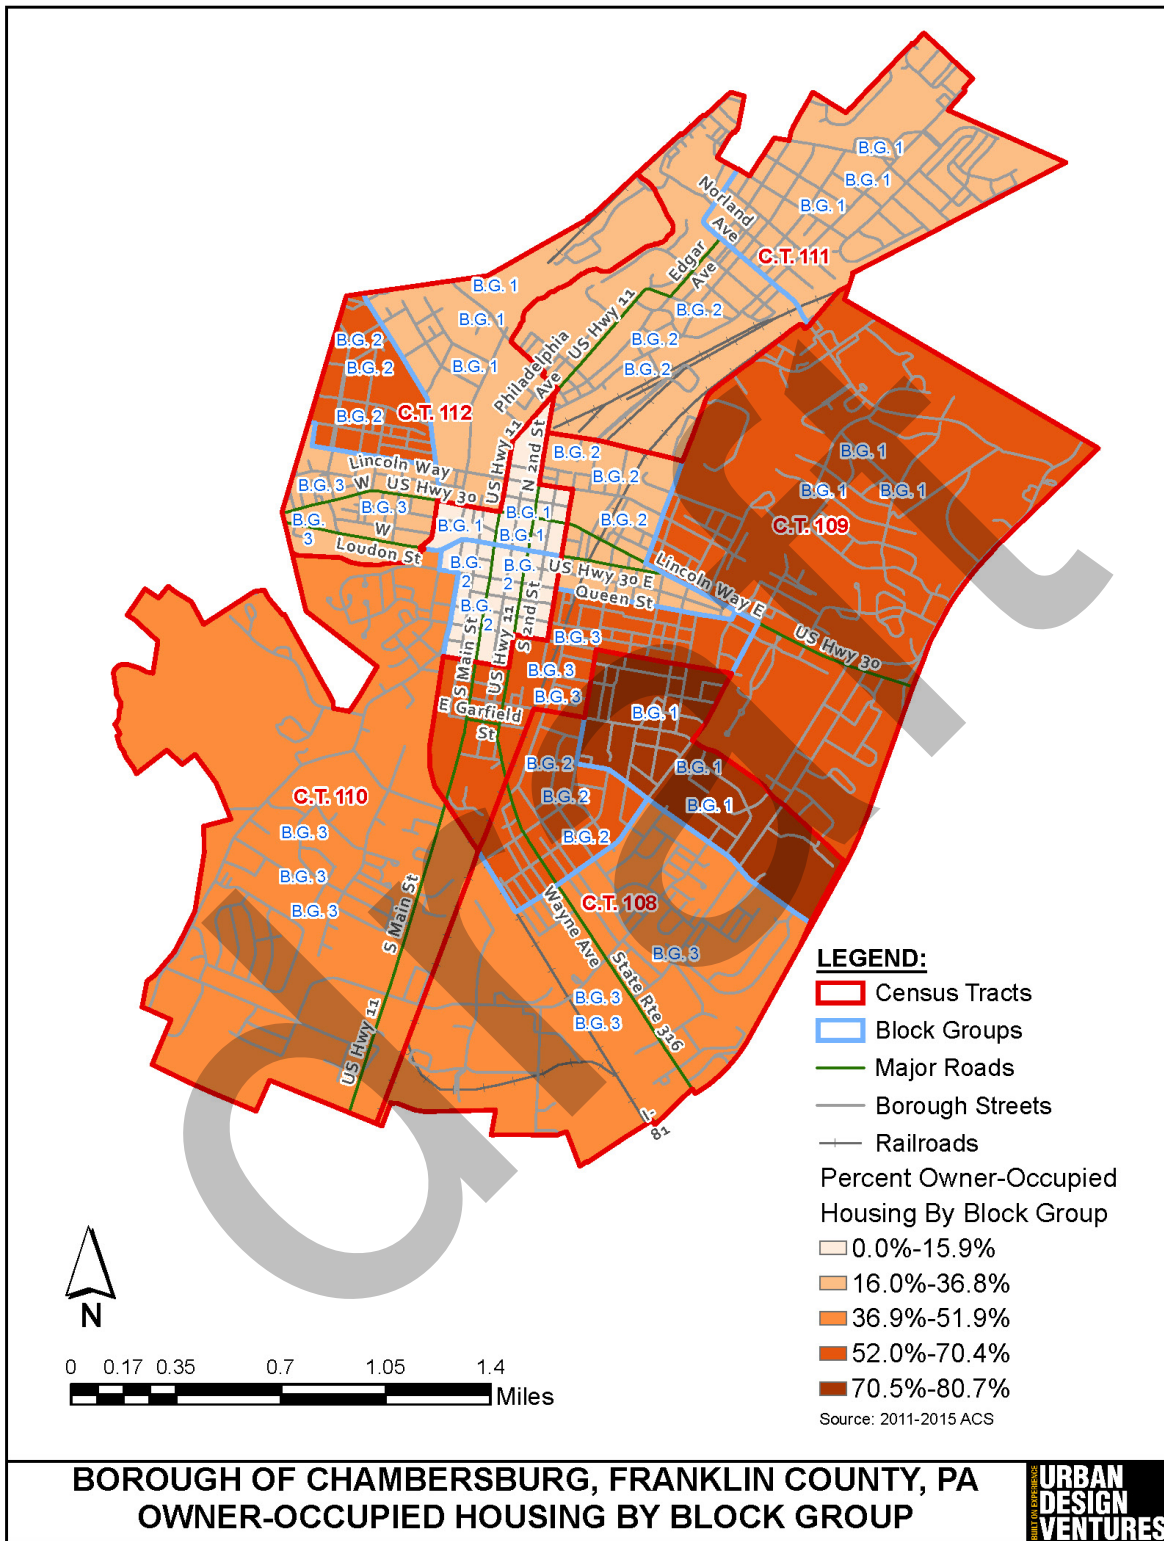 B.G. 1
B.G. 1
B.G. 1
Norland
Ave
C.T. 111
Edgar
Ave
B.G. 1
B.G. 1
B.G. 1
US Hwy 11
B.G. 2
B.G. 2
B.G. 2
Philadelphia
Ave
B.G. 2
B.G. 2
B.G. 2
C.T. 112
US Hwy 11
N 2nd St
B.G. 2
B.G. 2
B.G. 2
B.G. 1
B.G. 1
B.G. 1
C.T. 109
Lincoln Way
W
US Hwy 30
B.G. 3
B.G. 3
B.G.
3
W
Loudon St
B.G. 1
B.G. 1
B.G. 1
B.G.
2
B.G.
2
B.G.
2
US Hwy 30 E
Queen St
Lincoln Way E
US Hwy 30
S Main St
US Hwy 11
S 2nd St
B.G. 3
B.G. 3
B.G. 3
E Garfield
St
B.G. 1
B.G. 1
B.G. 1
B.G. 2
B.G. 2
B.G. 2
C.T. 110
B.G. 3
B.G. 3
B.G. 3
S Main St
US Hwy 11
C.T. 108
Wayne Ave
State Rte 316
B.G. 3
B.G. 3
B.G. 3
I-
81
draft
LEGEND:
Census Tracts
Block Groups
Major Roads
Borough Streets
Railroads
Percent Owner-Occupied
Housing By Block Group
0.0%-15.9%
16.0%-36.8%
36.9%-51.9%
52.0%-70.4%
70.5%-80.7%
Source: 2011-2015 ACS
N
0 0.17 0.35 0.7 1.05 1.4
Miles
BOROUGH OF CHAMBERSBURG, FRANKLIN COUNTY, PA
OWNER-OCCUPIED HOUSING BY BLOCK GROUP
BUILT ON EXPERIENCE
URBAN
DESIGN
VENTURES